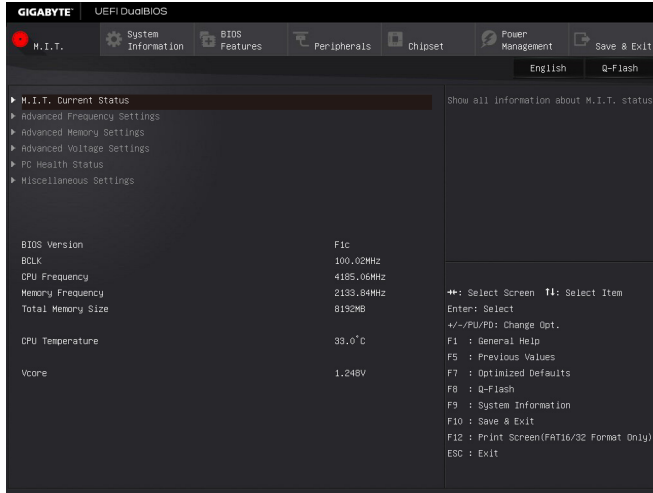 GIGABYTE™ UEFI DualBIOS
M.I.T. System Information BIOS Features Peripherals Chipset Power Management Save & Exit
English Q-Flash
M.I.T. Current Status
Advanced Frequency Settings
Advanced Memory Settings
Advanced Voltage Settings
PC Health Status
Miscellaneous Settings
Show all information about M.I.T. status
BIOS Version F1c
BCLK 100.02MHz
CPU Frequency 4185.06MHz
Memory Frequency 2133.84MHz
Total Memory Size 8192MB
CPU Temperature 33.0°C
Vcore 1.248V
→←: Select Screen ↑↓: Select Item
Enter: Select
+/-/PU/PD: Change Opt.
F1 : General Help
F5 : Previous Values
F7 : Optimized Defaults
F8 : Q-Flash
F9 : System Information
F10 : Save & Exit
F12 : Print Screen(FAT16/32 Format Only)
ESC : Exit